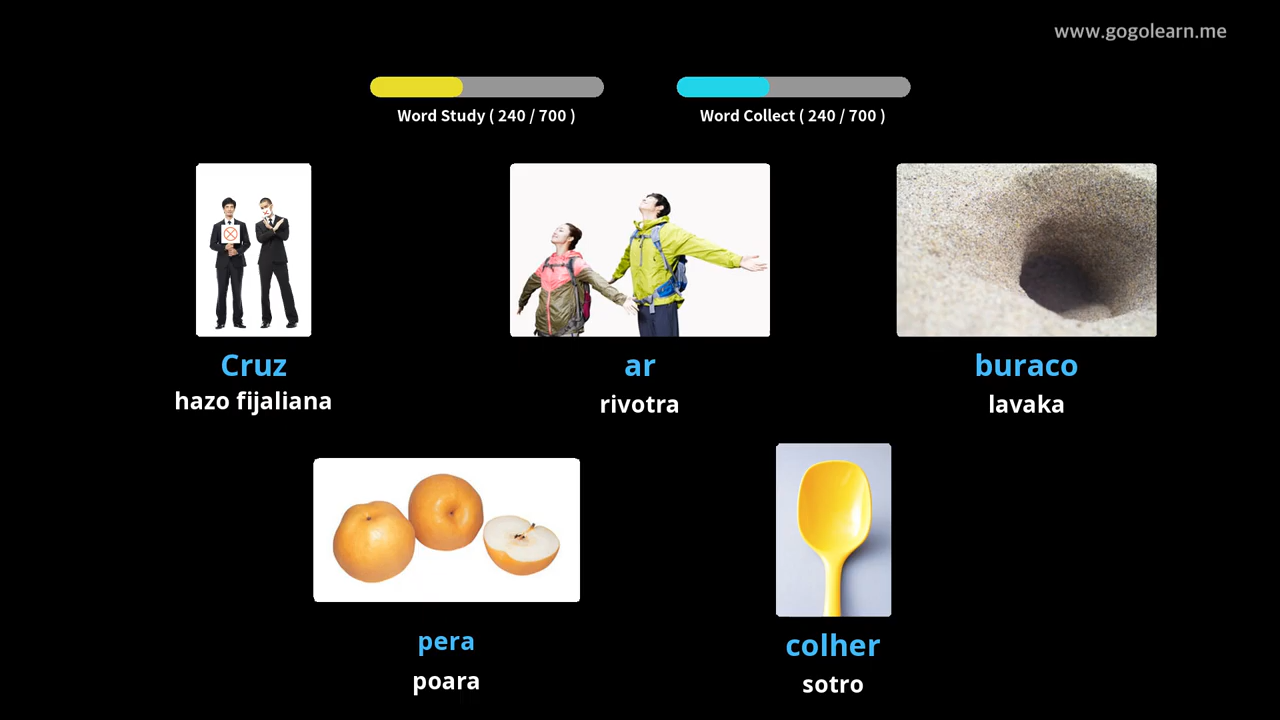 www.gogolearn.me
Word Study ( 240 / 700 )
Word Collect ( 240 / 700 )
Cruz
hazo fijaliana
ar
rivotra
buraco
lavaka
pera
poara
colher
sotro